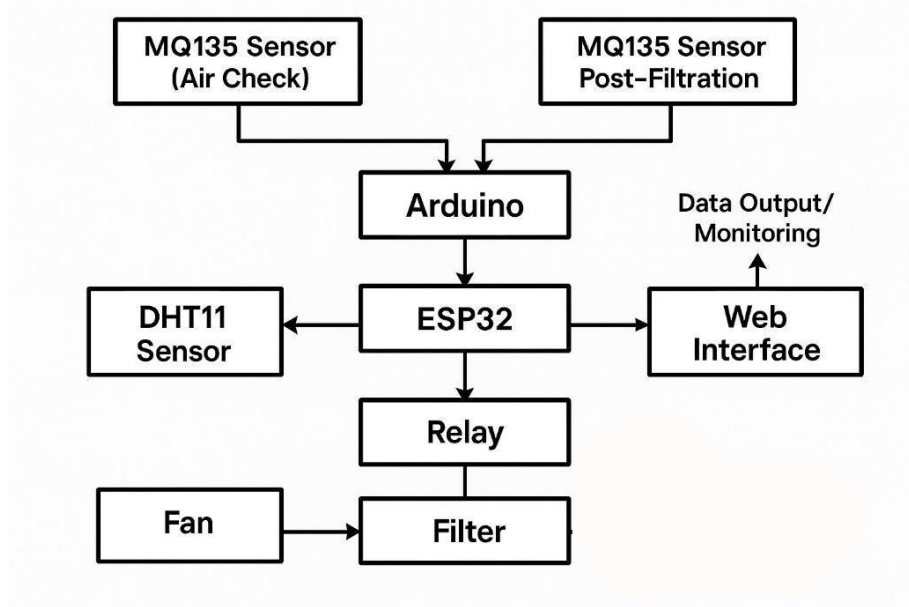 MQ135 Sensor
(Air Check)
MQ135 Sensor
Post-Filtration
Arduino
Data Output/
Monitoring
DHT11
Sensor
ESP32
Web
Interface
Relay
Fan
Filter